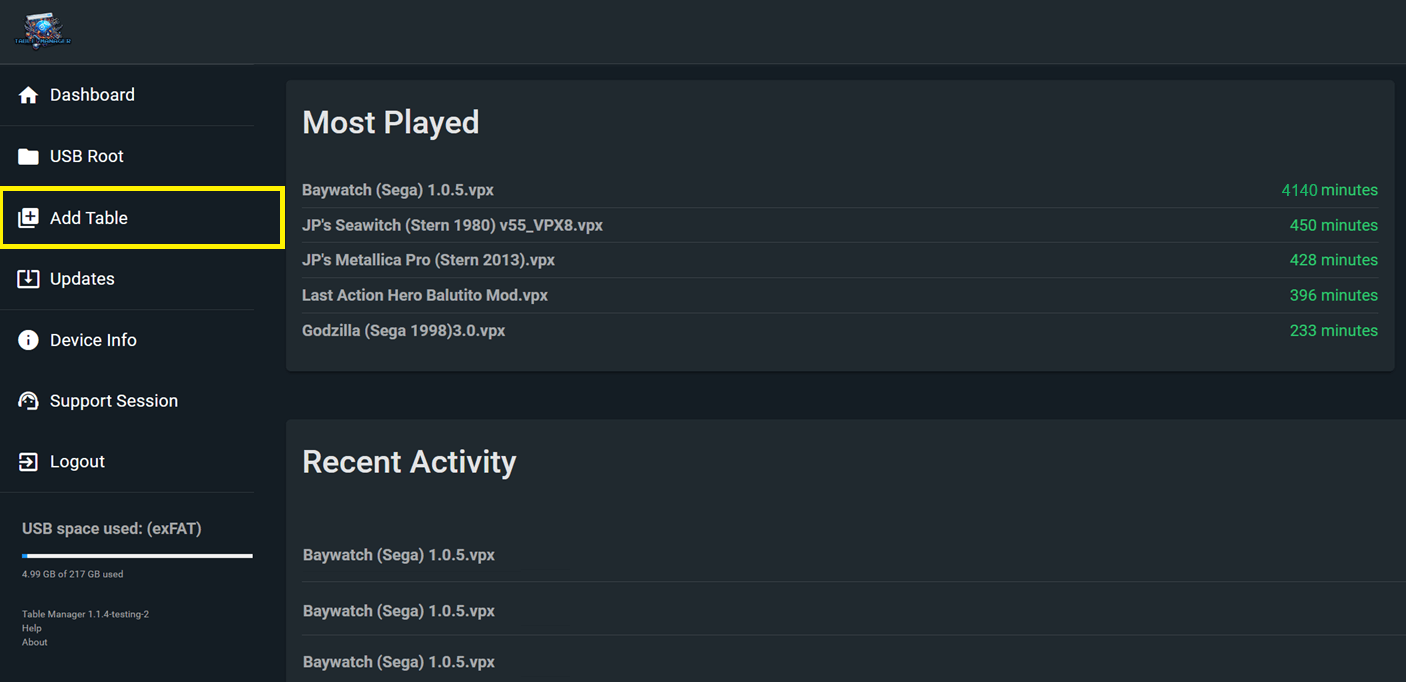 TABLE MANAGER
Dashboard
USB Root
Add Table
Updates
Device Info
Support Session
Logout
USB space used: (exFAT)
4.99 GB of 217 GB used
Table Manager 1.1.4-testing-2
Help
About
Most Played
Baywatch (Sega) 1.0.5.vpx 4140 minutes
JP's Seawitch (Stern 1980) v55_VPX8.vpx 450 minutes
JP's Metallica Pro (Stern 2013).vpx 428 minutes
Last Action Hero Balutito Mod.vpx 396 minutes
Godzilla (Sega 1998)3.0.vpx 233 minutes
Recent Activity
Baywatch (Sega) 1.0.5.vpx
Baywatch (Sega) 1.0.5.vpx
Baywatch (Sega) 1.0.5.vpx